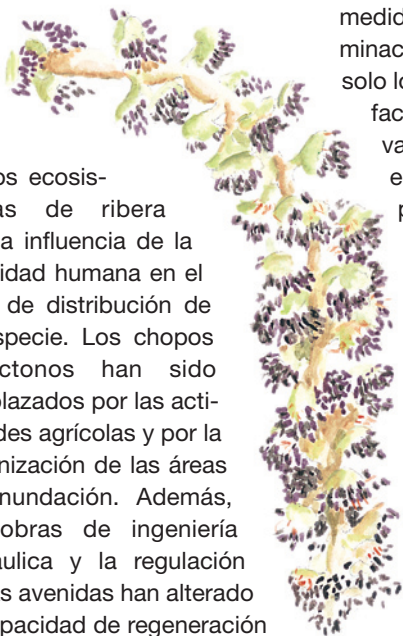 os ecosis-
as de ribera
a influencia de la
idad humana en el
de distribución de
specie. Los chopos
ctonos han sido
lazados por las acti-
des agrícolas y por la
nización de las áreas
nundación. Además,
obras de ingeniería
áulica y la regulación
s avenidas han alterado
pacidad de regeneración
medid
minac
solo lo
fac
va
e
p